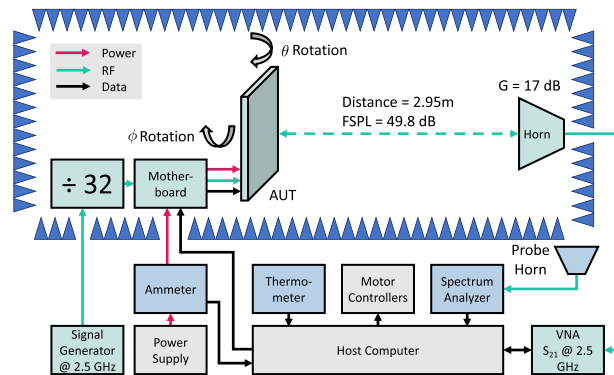 Power
RF
Data
θ Rotation
ϕ Rotation
Distance = 2.95m
FSPL = 49.8 dB
G = 17 dB
Horn
÷ 32
Mother-
board
AUT
Probe
Horn
Ammeter
Thermo-
meter
Motor
Controllers
Spectrum
Analyzer
Signal
Generator
@ 2.5 GHz
Power
Supply
Host Computer
VNA
S21 @ 2.5
GHz